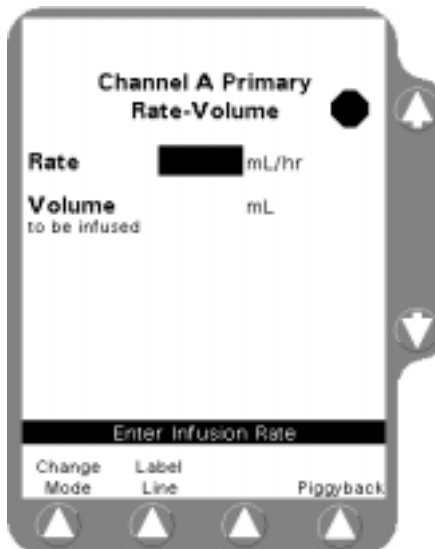 Channel A Primary
Rate-Volume
Rate mL/hr
Volume mL
to be infused
Enter Infusion Rate
Change Label
Mode Line Piggyback